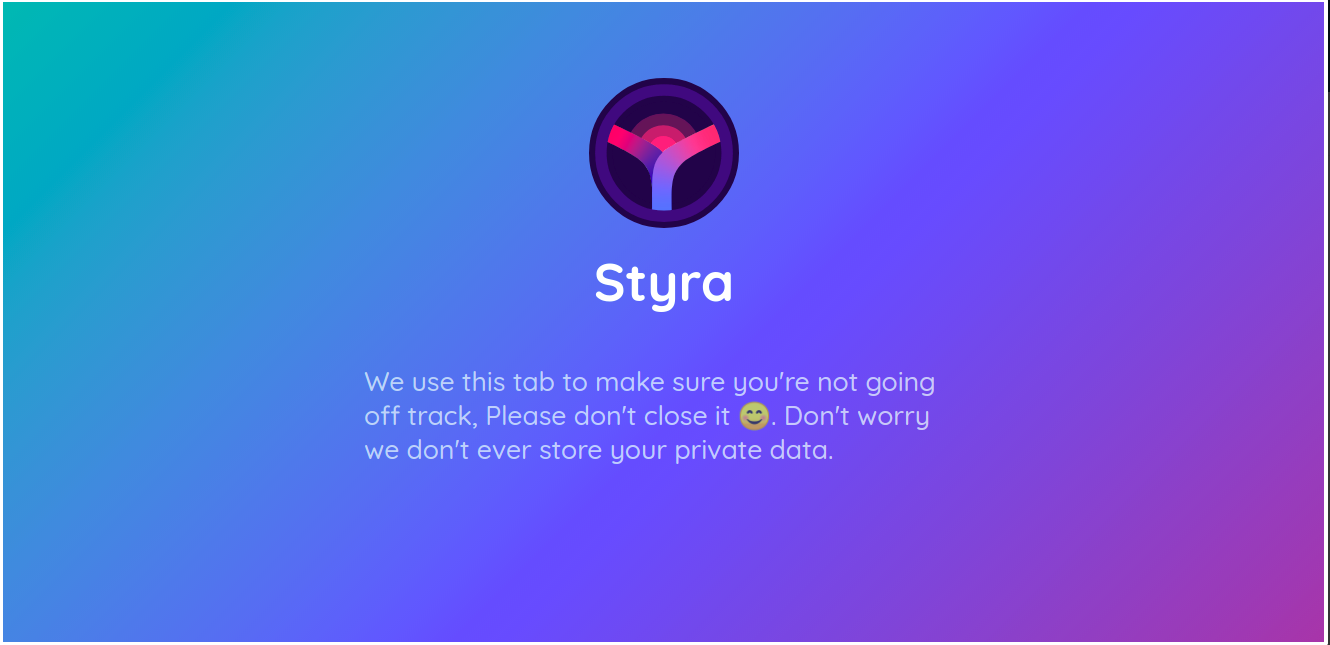 Styra
We use this tab to make sure you're not going
off track, Please don't close it 😊. Don't worry
we don't ever store your private data.